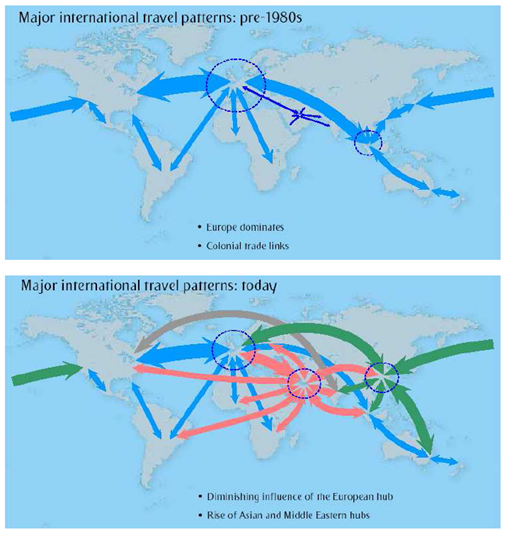 Major international travel patterns: pre-1980s
• Europe dominates
• Colonial trade links
Major international travel patterns: today
• Diminishing influence of the European hub
• Rise of Asian and Middle Eastern hubs